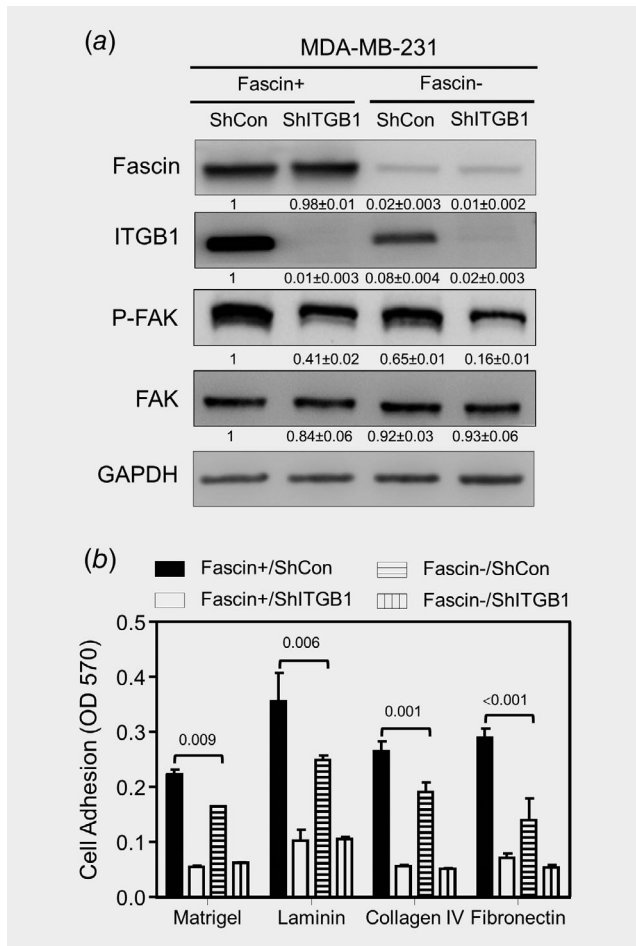 (a)
MDA-MB-231
Fascin+ Fascin-
ShCon ShITGB1 ShCon ShITGB1
Fascin
1 0.98±0.01 0.02±0.003 0.01±0.002
ITGB1
1 0.01±0.003 0.08±0.004 0.02±0.003
P-FAK
1 0.41±0.02 0.65±0.01 0.16±0.01
FAK
1 0.84±0.06 0.92±0.03 0.93±0.06
GAPDH
(b)
Fascin+/ShCon Fascin-/ShCon
Fascin+/ShITGB1 Fascin-/ShITGB1
Cell Adhesion (OD 570)
0.5
0.4
0.3
0.2
0.1
0.0
0.009
0.006
0.001
<0.001
Matrigel Laminin Collagen IV Fibronectin